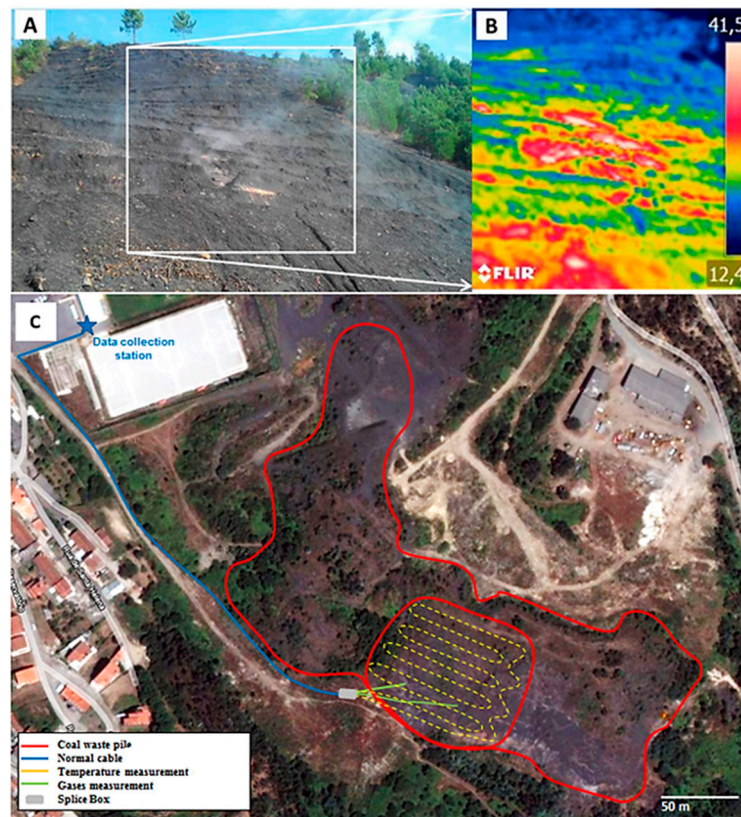 A
B
41,5
12,4
FLIR
C
Data collection
station
Coal waste pile
Normal cable
Temperature measurement
Gases measurement
Splice Box
50 m